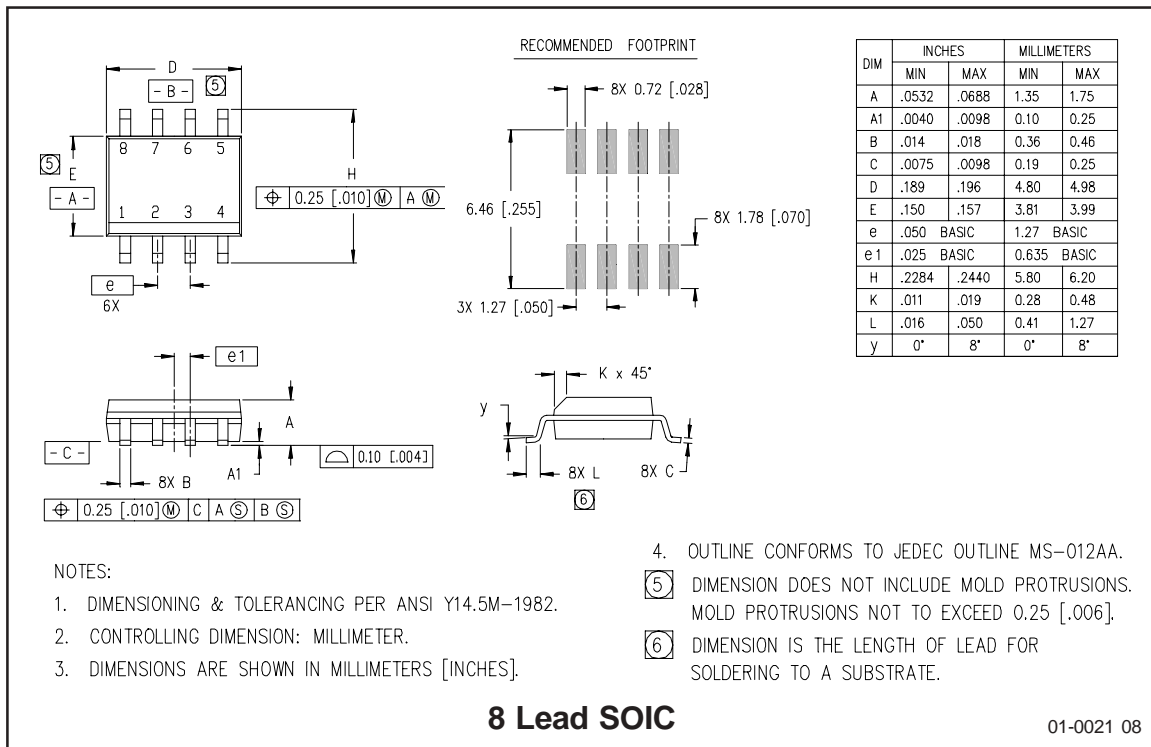 RECOMMENDED FOOTPRINT
D
- B -
5
8 7 6 5
5
E
- A -
H
⌖ 0.25 [.010] Ⓜ A Ⓜ
1 2 3 4
e
6X
8X 0.72 [.028]
6.46 [.255]
8X 1.78 [.070]
3X 1.27 [.050]
DIM INCHES MILLIMETERS
MIN MAX MIN MAX
A .0532 .0688 1.35 1.75
A1 .0040 .0098 0.10 0.25
B .014 .018 0.36 0.46
C .0075 .0098 0.19 0.25
D .189 .196 4.80 4.98
E .150 .157 3.81 3.99
e .050 BASIC 1.27 BASIC
e1 .025 BASIC 0.635 BASIC
H .2284 .2440 5.80 6.20
K .011 .019 0.28 0.48
L .016 .050 0.41 1.27
y 0° 8° 0° 8°
e1
A
- C -
8X B
A1
⌓ 0.10 [.004]
⌖ 0.25 [.010] Ⓜ C A Ⓢ B Ⓢ
K x 45°
y
8X L
8X C
6
NOTES:
1. DIMENSIONING & TOLERANCING PER ANSI Y14.5M-1982.
2. CONTROLLING DIMENSION: MILLIMETER.
3. DIMENSIONS ARE SHOWN IN MILLIMETERS [INCHES].
4. OUTLINE CONFORMS TO JEDEC OUTLINE MS-012AA.
5 DIMENSION DOES NOT INCLUDE MOLD PROTRUSIONS.
MOLD PROTRUSIONS NOT TO EXCEED 0.25 [.006].
6 DIMENSION IS THE LENGTH OF LEAD FOR
SOLDERING TO A SUBSTRATE.
8 Lead SOIC
01-0021 08